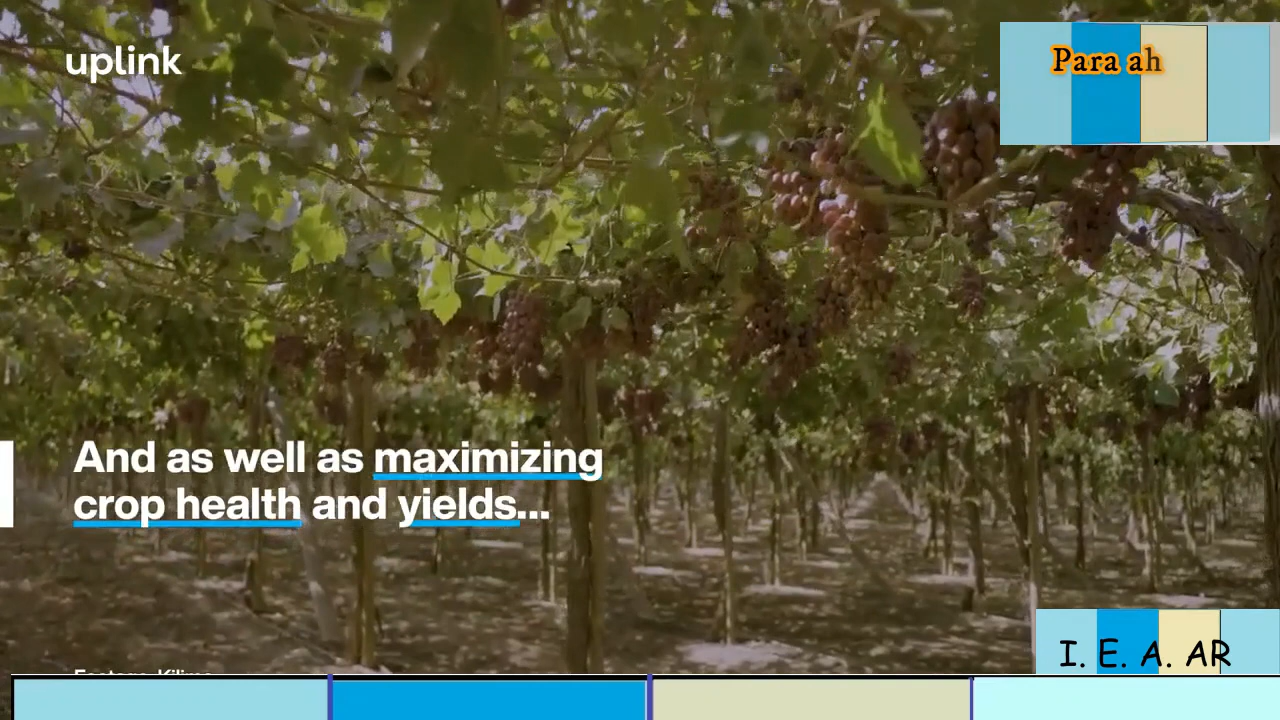 uplink
Para ah
And as well as maximizing
crop health and yields...
I. E. A. AR